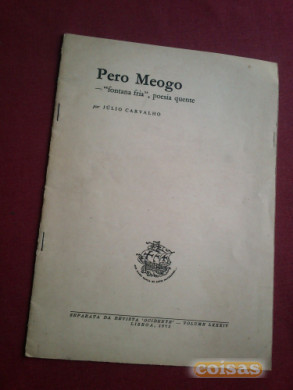 Pero Meogo
— "fontana fria", poesia quente
por JÚLIO CARVALHO
SEPARATA DA REVISTA «OCIDENTE» — VOLUME LXXXIV
LISBOA, 1973
coisas